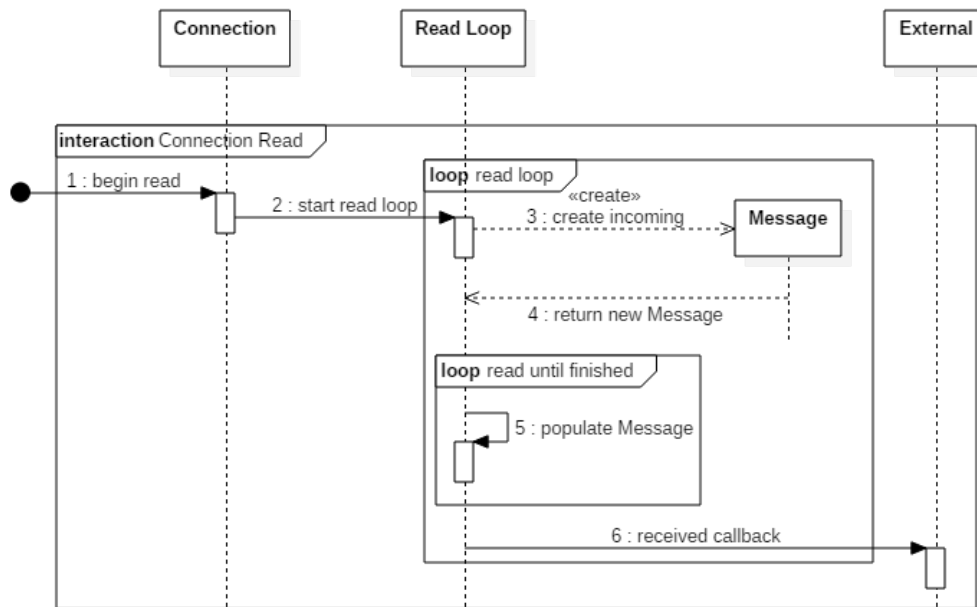 Connection
Read Loop
External
interaction Connection Read
1 : begin read
loop read loop
«create»
2 : start read loop
3 : create incoming
Message
4 : return new Message
loop read until finished
5 : populate Message
6 : received callback